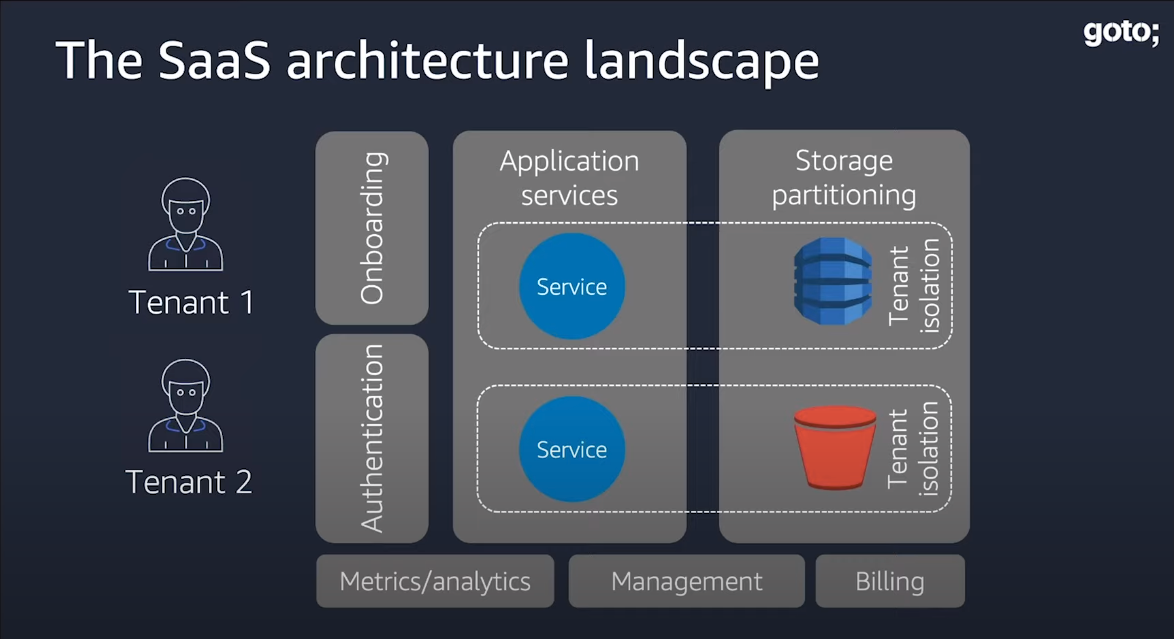 goto;
The SaaS architecture landscape
Tenant 1
Tenant 2
Onboarding
Authentication
Application
services
Service
Service
Storage
partitioning
Tenant
isolation
Tenant
isolation
Metrics/analytics
Management
Billing